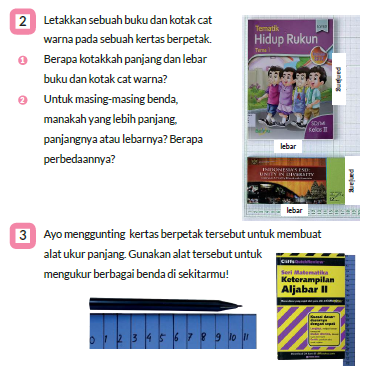 2 Letakkan sebuah buku dan kotak cat
warna pada sebuah kertas berpetak.
1 Berapa kotakkah panjang dan lebar
buku dan kotak cat warna?
2 Untuk masing-masing benda,
manakah yang lebih panjang,
panjangnya atau lebarnya? Berapa
perbedaannya?
Tematik
Hidup Rukun
Tema 1
SD/MI
Kelas II
panjang
lebar
INDONESIA'S ESD:
UNITY IN DIVERSITY
panjang
lebar
3 Ayo menggunting kertas berpetak tersebut untuk membuat
alat ukur panjang. Gunakan alat tersebut untuk
mengukur berbagai benda di sekitarmu!
0 1 2 3 4 5 6 7 8 9 10 11
Seri Matematika
Keterampilan
Aljabar II